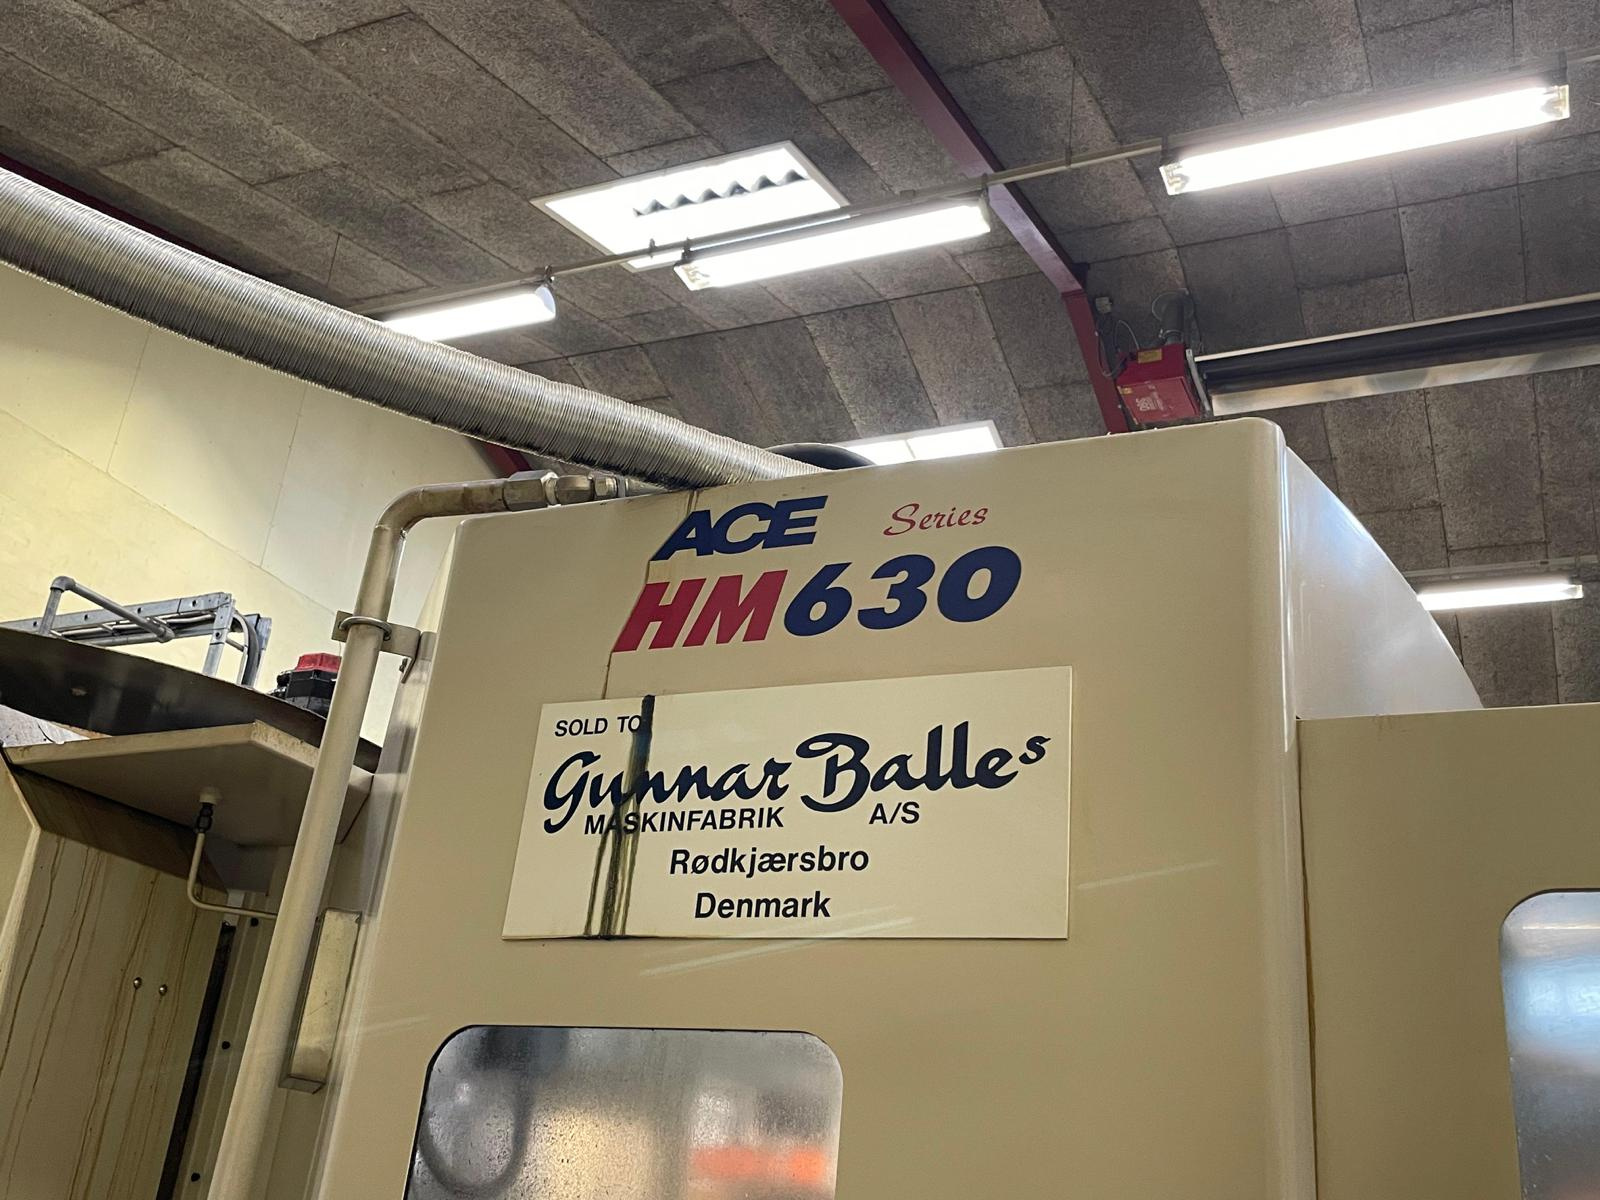 ACE Series
HM630
SOLD TO
Gunnar Balles
MASKINFABRIK A/S
Rødkjærsbro
Denmark